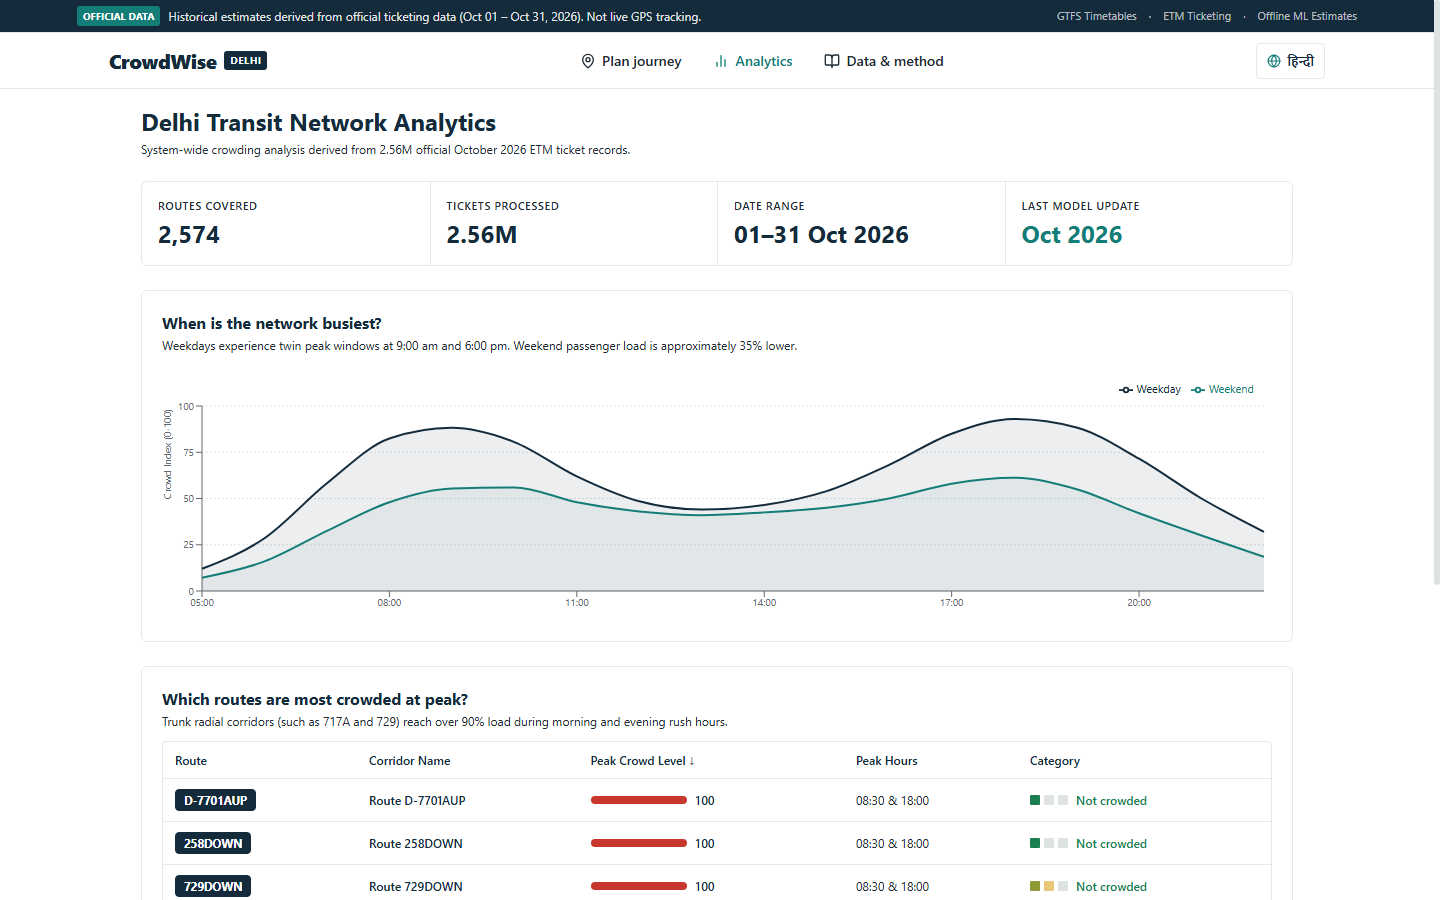 OFFICIAL DATA Historical estimates derived from official ticketing data (Oct 01 – Oct 31, 2026). Not live GPS tracking. GTFS Timetables · ETM Ticketing · Offline ML Estimates
CrowdWise DELHI Plan journey Analytics Data & method हिन्दी
Delhi Transit Network Analytics
System-wide crowding analysis derived from 2.56M official October 2026 ETM ticket records.
ROUTES COVERED TICKETS PROCESSED DATE RANGE LAST MODEL UPDATE
2,574 2.56M 01–31 Oct 2026 Oct 2026
When is the network busiest?
Weekdays experience twin peak windows at 9:00 am and 6:00 pm. Weekend passenger load is approximately 35% lower.
Weekday Weekend
Crowd Index (0-100)
100
75
50
25
0
05:00 08:00 11:00 14:00 17:00 20:00
Which routes are most crowded at peak?
Trunk radial corridors (such as 717A and 729) reach over 90% load during morning and evening rush hours.
Route Corridor Name Peak Crowd Level ↓ Peak Hours Category
D-7701AUP Route D-7701AUP 100 08:30 & 18:00 Not crowded
258DOWN Route 258DOWN 100 08:30 & 18:00 Not crowded
729DOWN Route 729DOWN 100 08:30 & 18:00 Not crowded